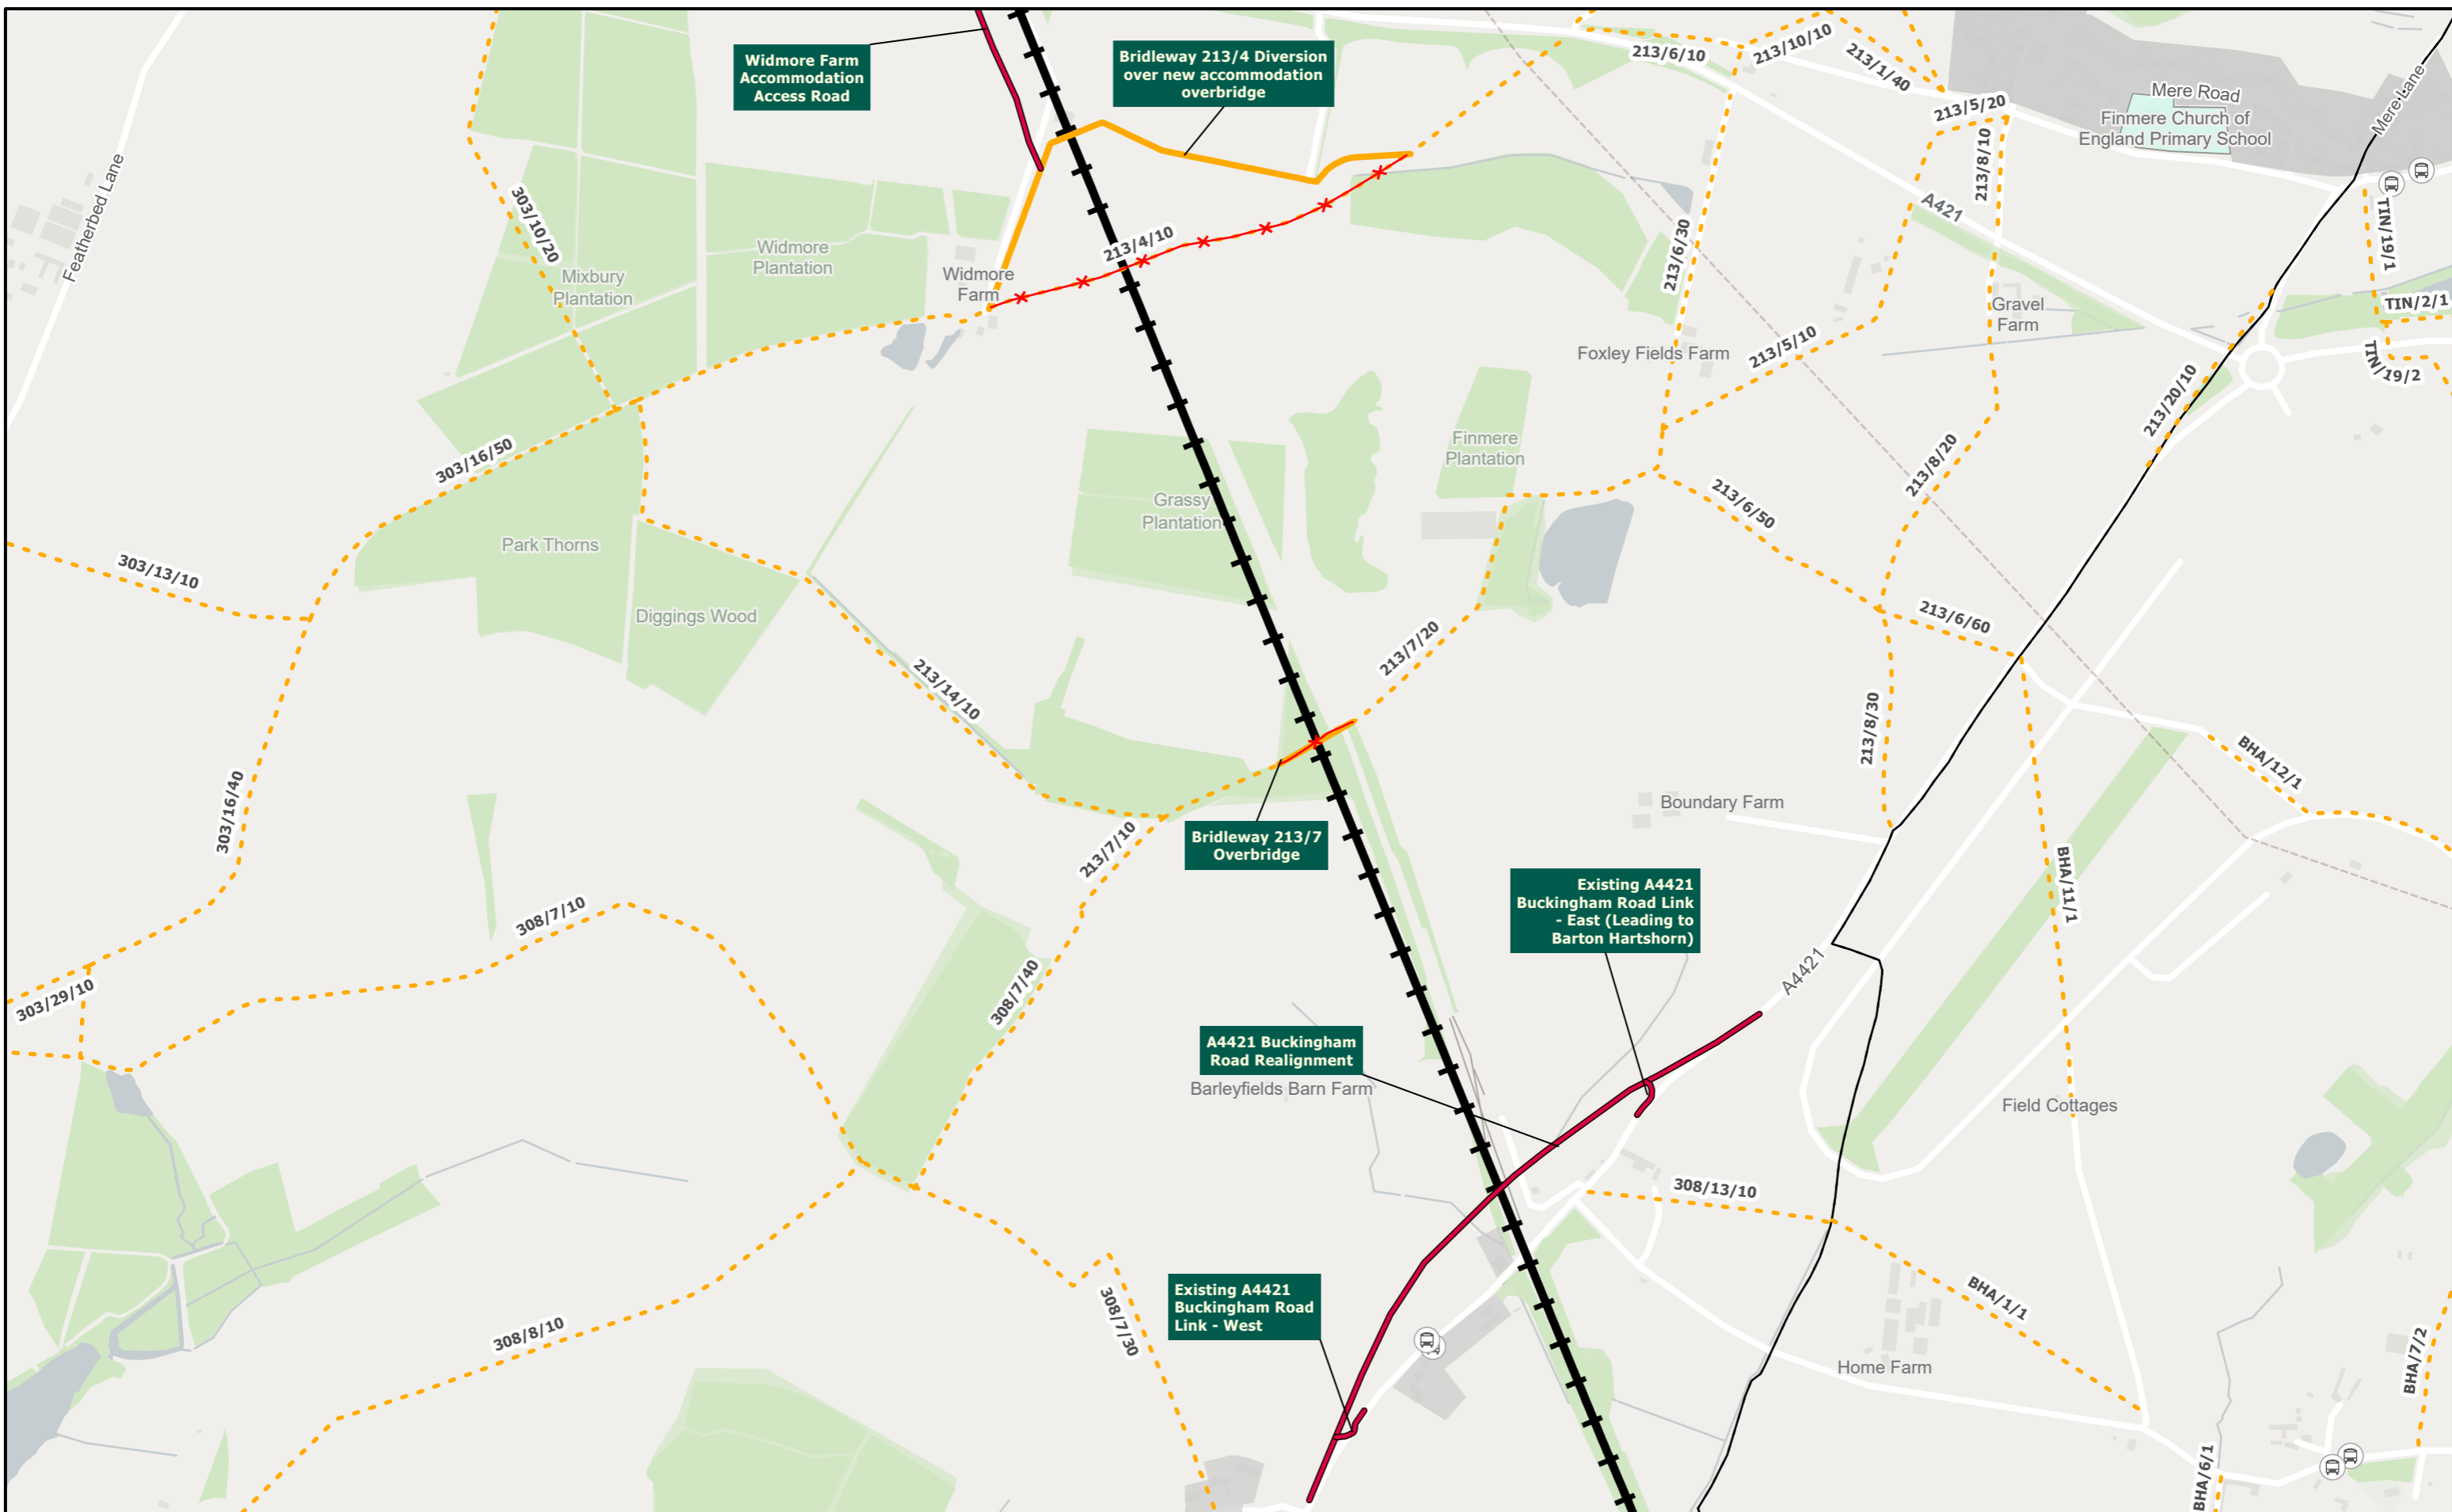 Widmore Farm
Accommodation
Access Road
Bridleway 213/4 Diversion
over new accommodation
overbridge
213/6/10
213/10/10
213/1/40
Mere Road
Mere Lane
213/5/20
Finmere Church of
England Primary School
213/8/10
Featherbed Lane
303/10/20
A421
TIN/19/1
Widmore
Plantation
213/4/10
213/6/30
Mixbury
Plantation
Widmore
Farm
Gravel
Farm
TIN/2/1
Foxley Fields Farm
213/5/10
TIN/19/2
213/20/10
303/16/50
Finmere
Plantation
213/8/20
Grassy
Plantation
213/6/50
Park Thorns
303/13/10
Diggings Wood
213/6/60
213/7/20
213/14/10
213/8/30
BHA/12/1
303/16/40
Boundary Farm
Bridleway 213/7
Overbridge
213/7/10
BHA/11/1
Existing A4421
Buckingham Road Link
- East (Leading to
Barton Hartshorn)
308/7/10
A4421
303/29/10
308/7/40
A4421 Buckingham
Road Realignment
Barleyfields Barn Farm
Field Cottages
308/13/10
Existing A4421
Buckingham Road
Link - West
BHA/1/1
308/7/30
308/8/10
Home Farm
BHA/7/2
BHA/6/1